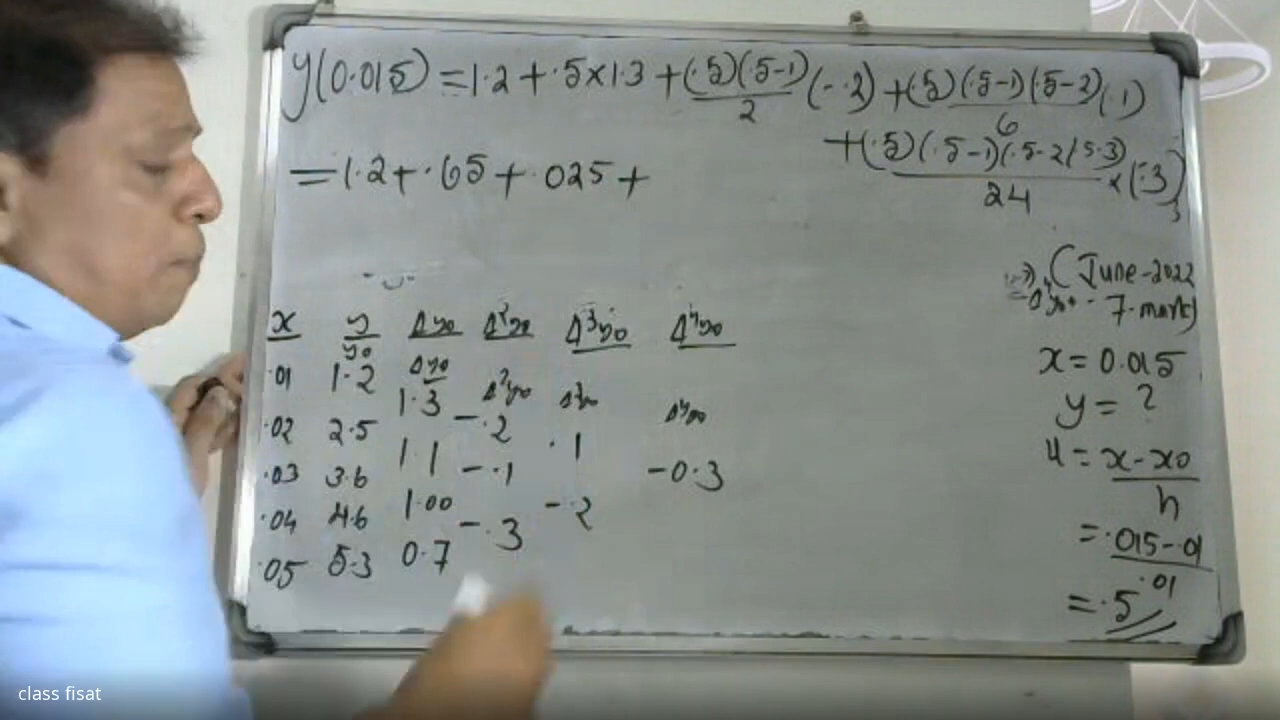 y(0.015) = 1.2 + .5×1.3 + (.5)(.5-1)/2 (-.2) + (.5)(.5-1)(.5-2)/6 (.1)
+ (.5)(.5-1)(.5-2)(.5-3)/24 × (-.3)
= 1.2 + .65 + .025 +
(June-2022
7-mark)
x y Δy0 Δ²y0 Δ³y0 Δ⁴y0
y0 Δy0
.01 1.2
1.3 Δ²y0 Δ³y0 Δ⁴y0
.02 2.5 -.2
1.1 .1
.03 3.6 -.1 -0.3
1.00 -.2
.04 4.6 -.3
0.7
.05 5.3
x = 0.015
y = ?
u = x-x0/h
= .015-.01/.01
= .5
class fisat